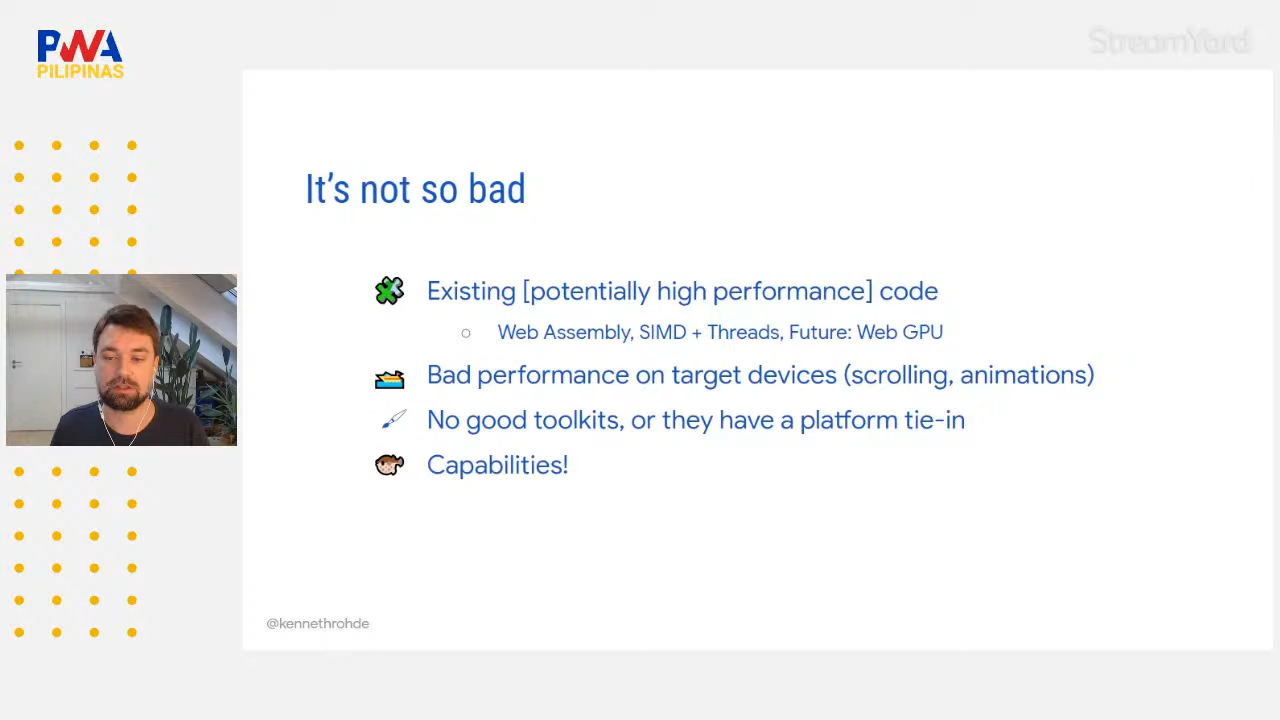 PWA
PILIPINAS
StreamYard
It’s not so bad
Existing [potentially high performance] code
Web Assembly, SIMD + Threads, Future: Web GPU
Bad performance on target devices (scrolling, animations)
No good toolkits, or they have a platform tie-in
Capabilities!
@kennethrohde